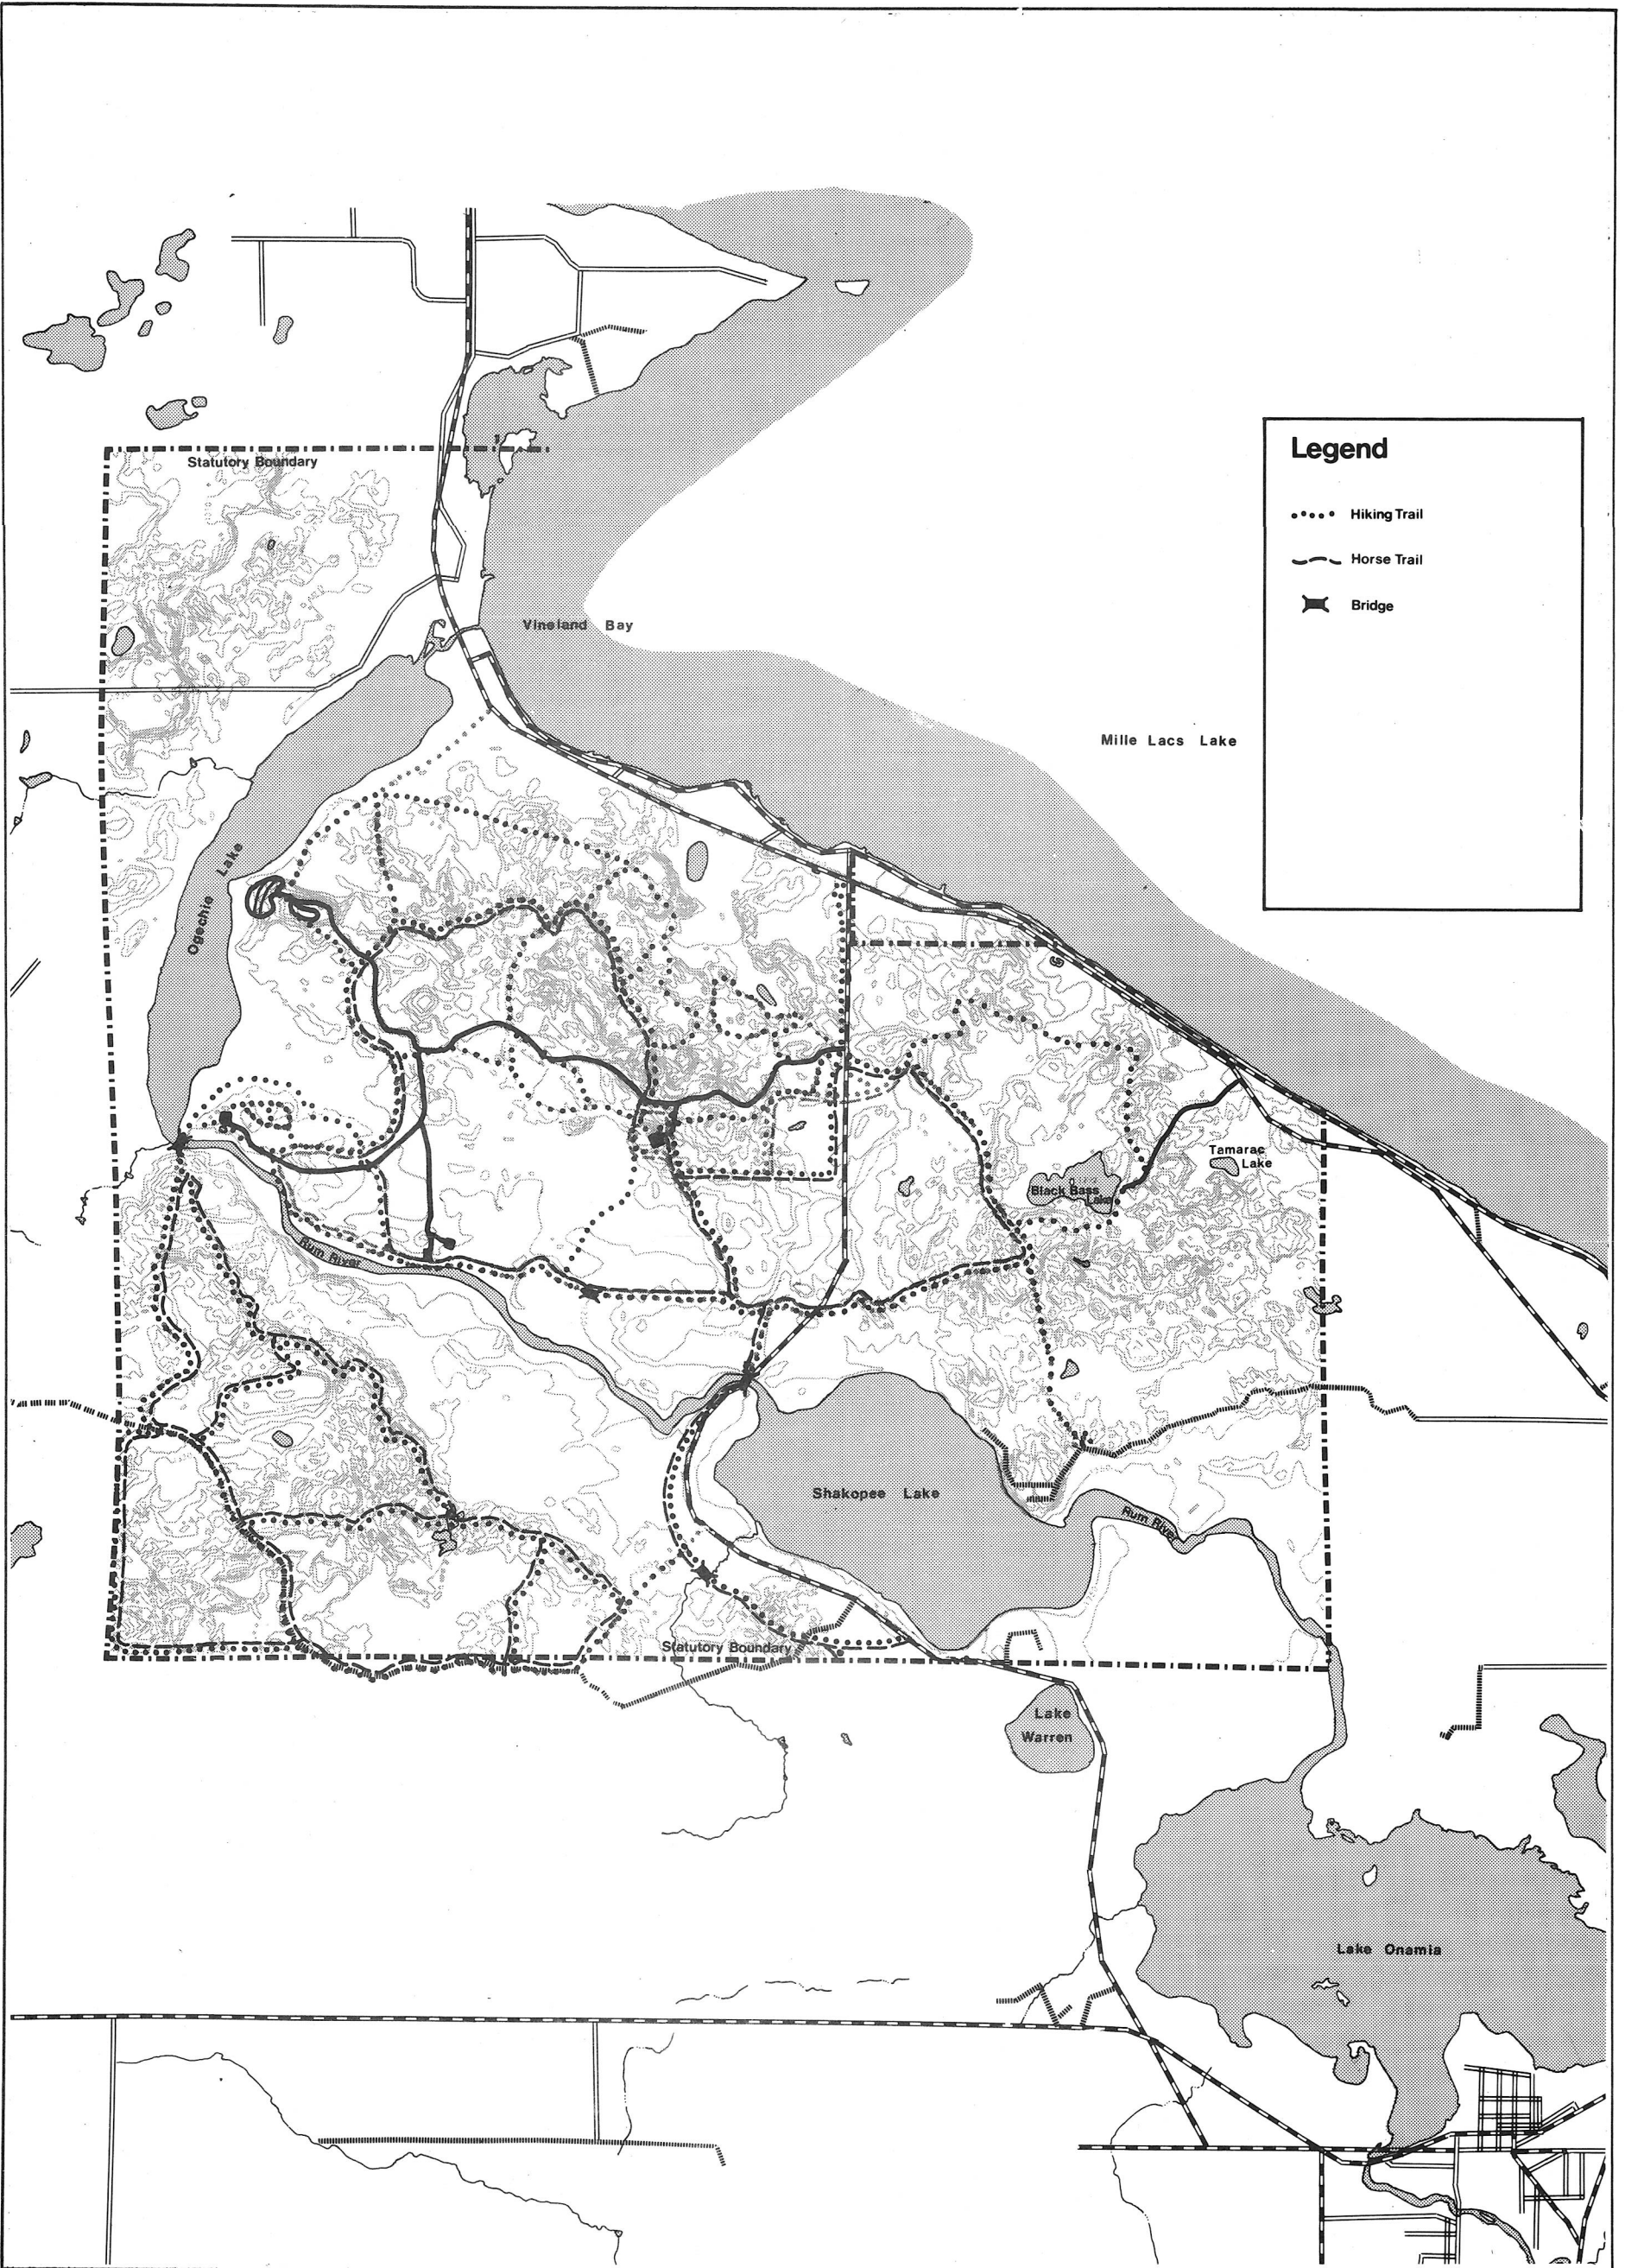 Statutory Boundary
Legend
Hiking Trail
Horse Trail
Bridge
Vineland Bay
Mille Lacs Lake
Ogechie Lake
Tamarac
Lake
Black Bass
Lake
Rum River
Shakopee Lake
Rum River
Statutory Boundary
Lake
Warren
Lake Onamia